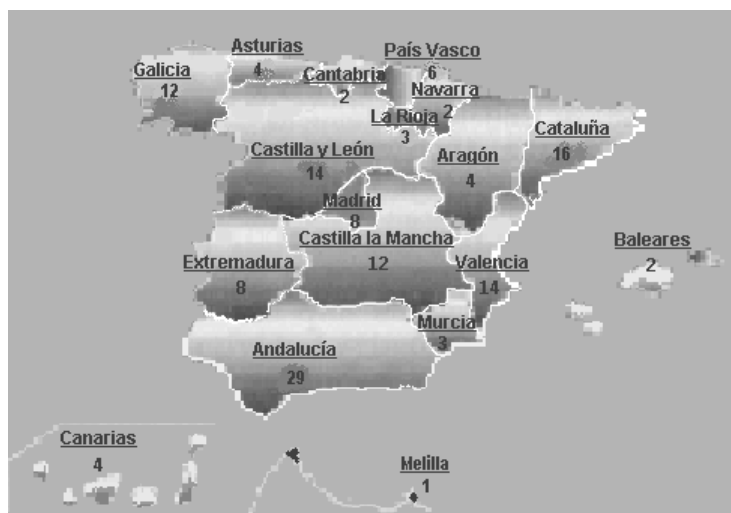 Asturias
4
País Vasco
6
Galicia
12
Cantabria
2
Navarra
2
La Rioja
3
Cataluña
16
Castilla y León
14
Aragón
4
Madrid
8
Castilla la Mancha
12
Baleares
2
Extremadura
8
Valencia
14
Murcia
3
Andalucía
29
Canarias
4
Melilla
1